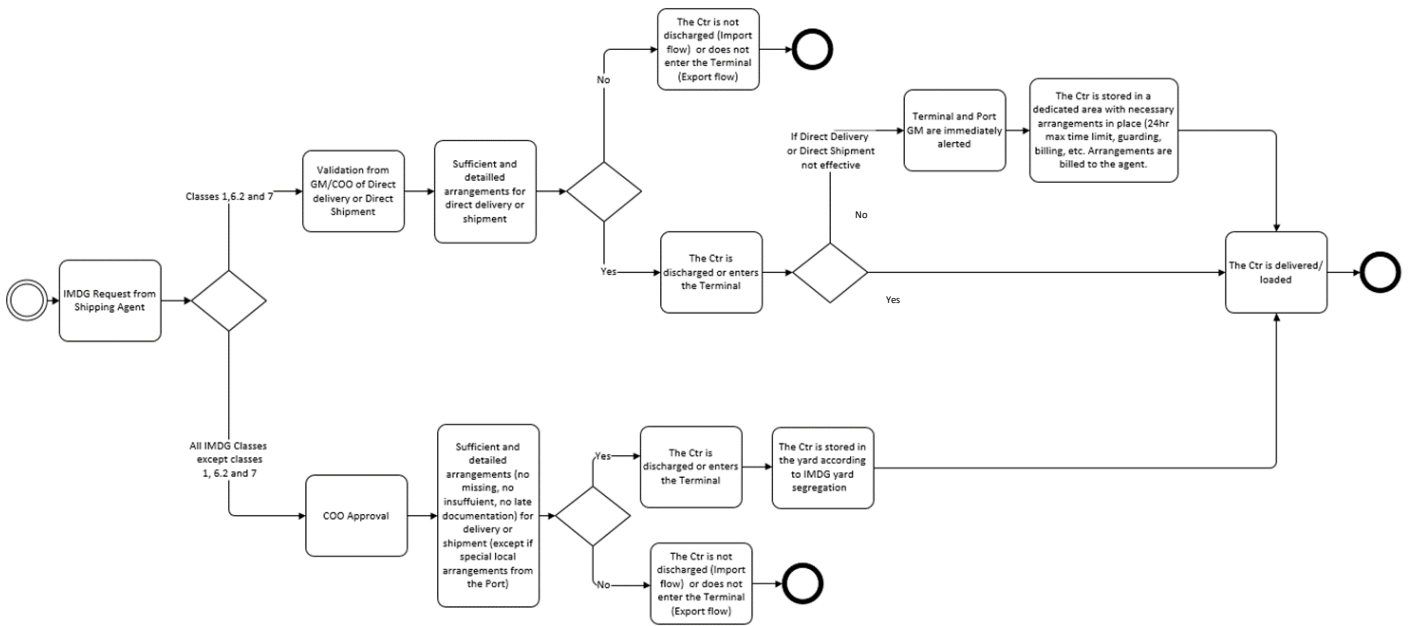 The Ctr is not
discharged (Import
flow) or does not
enter the Terminal
(Export flow)
No
If Direct Delivery
or Direct Shipment
not effective
Terminal and Port
GM are immediately
alerted
The Ctr is stored in a
dedicated area with necessary
arrangements in place (24hr
max time limit, guarding,
billing, etc. Arrangements are
billed to the agent.
Classes 1,6.2 and 7
Validation from
GM/COO of Direct
delivery or Direct
Shipment
Sufficient and
detailled
arrangements for
direct delivery or
shipment
No
Yes
The Ctr is
discharged or enters
the Terminal
Yes
The Ctr is delivered/
loaded
IMDG Request from
Shipping Agent
All IMDG Classes
except classes
1, 6.2 and 7
COO Approval
Sufficient and
detailed
arrangements (no
missing, no
insuffuient, no late
documentation) for
delivery or
shipment (except if
special local
arrangements from
the Port)
Yes
The Ctr is
discharged or enters
the Terminal
The Ctr is stored in
the yard according
to IMDG yard
segregation
No
The Ctr is not
discharged (Import
flow) or does not
enter the Terminal
(Export flow)